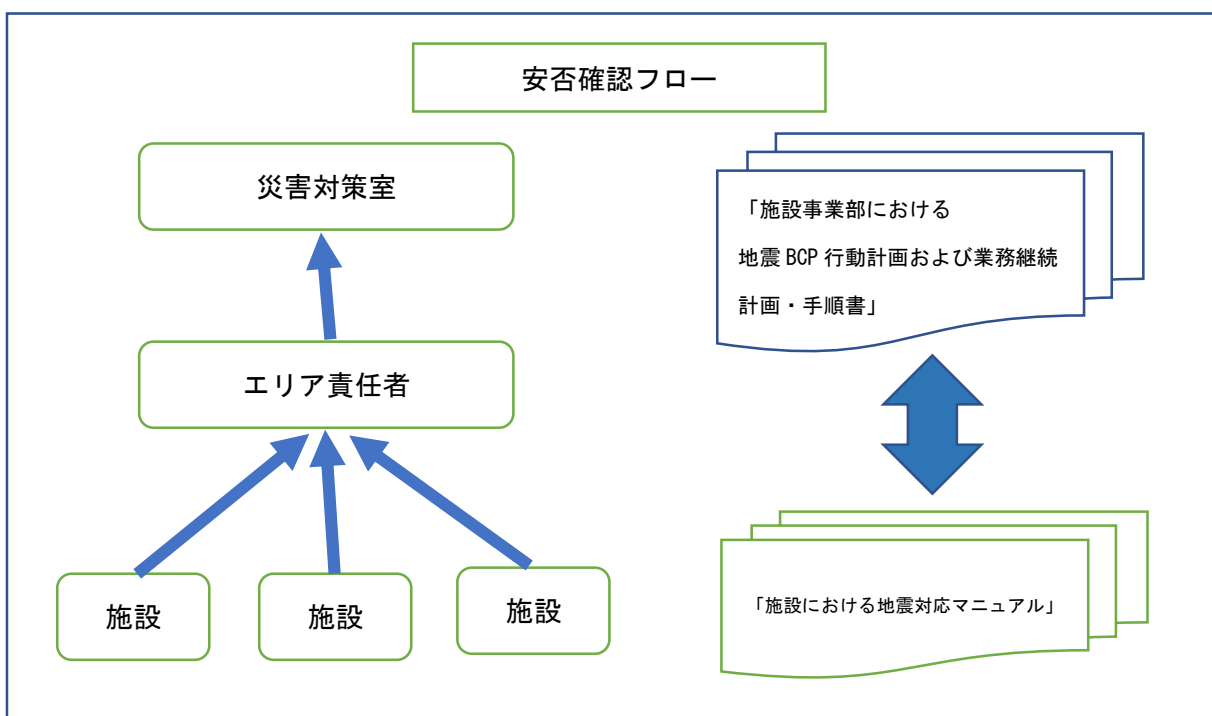 安否確認フロー
災害対策室
エリア責任者
施設
施設
施設
「施設事業部における
地震 BCP 行動計画および業務継続
計画・手順書」
「施設における地震対応マニュアル」